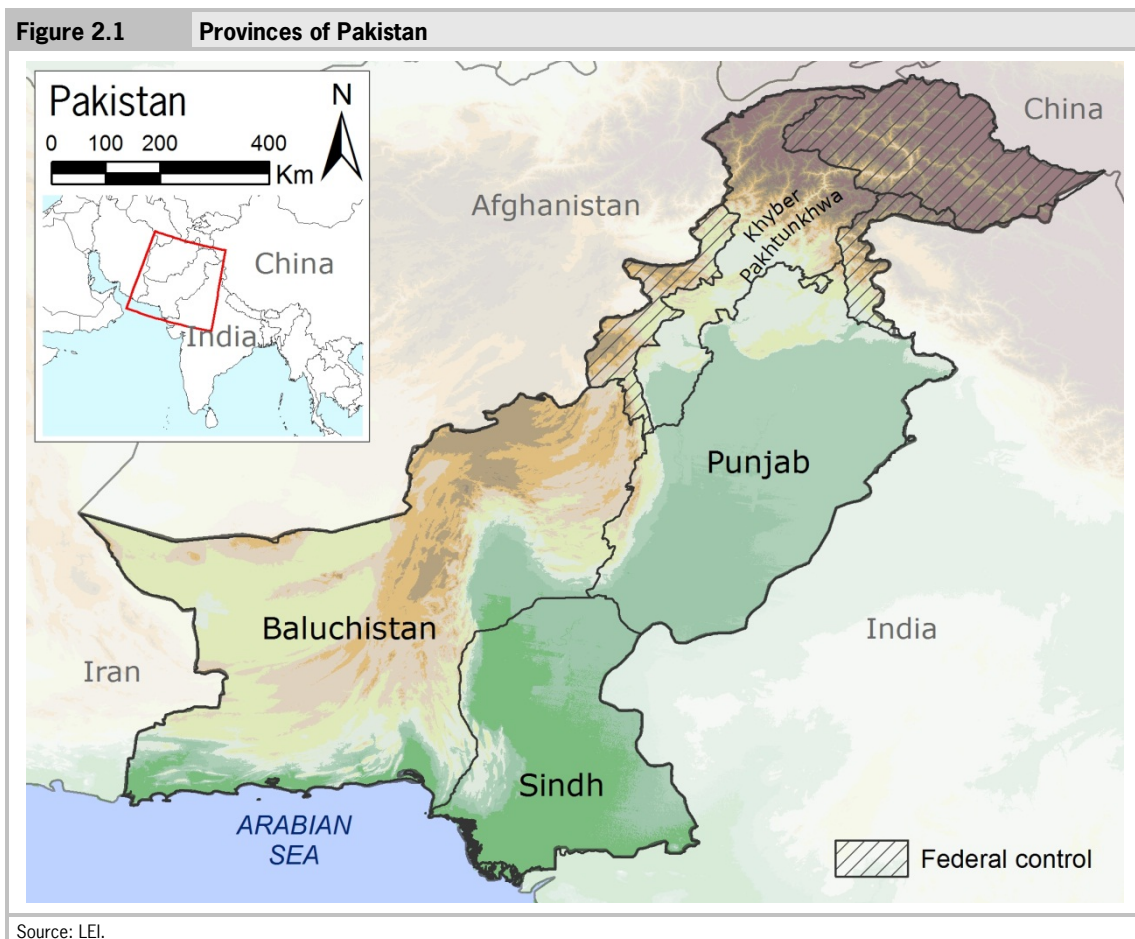 Figure 2.1 Provinces of Pakistan
Pakistan
N
0 100 200 400
Km
China
India
China
Afghanistan
Khyber
Pakhtunkhwa
Punjab
Baluchistan
India
Iran
Sindh
ARABIAN
SEA
Federal control
Source: LEI.